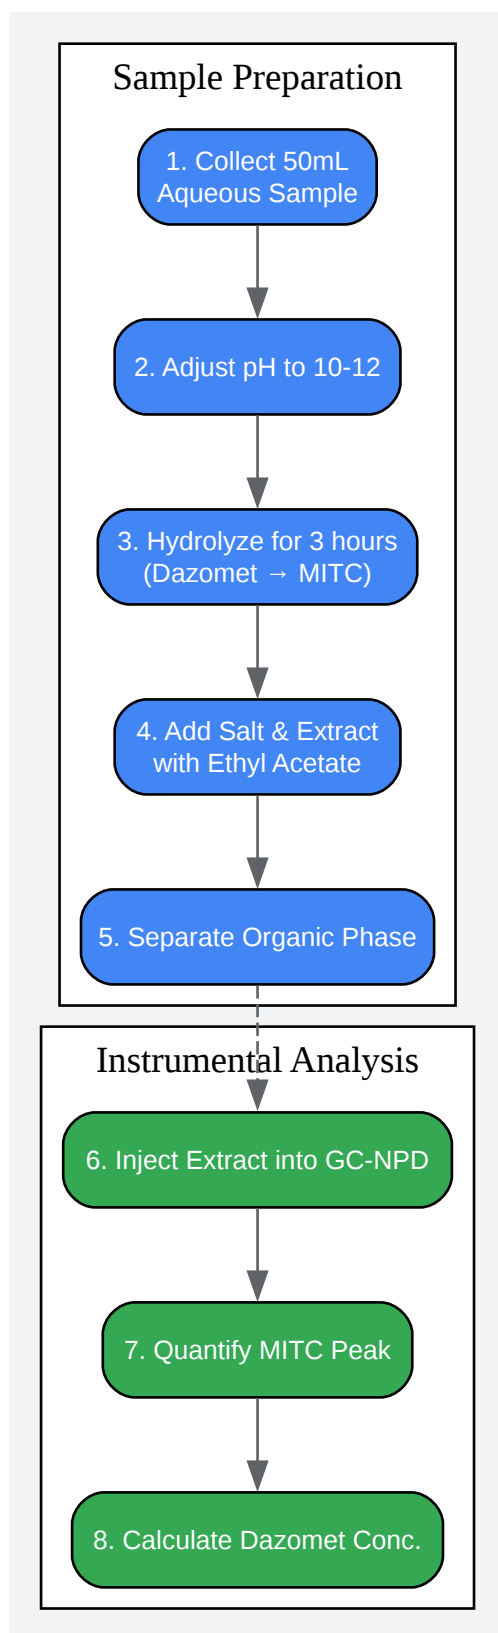 Sample Preparation
1. Collect 50mL
Aqueous Sample
2. Adjust pH to 10-12
3. Hydrolyze for 3 hours
(Dazomet → MITC)
4. Add Salt & Extract
with Ethyl Acetate
5. Separate Organic Phase
Instrumental Analysis
6. Inject Extract into GC-NPD
7. Quantify MITC Peak
8. Calculate Dazomet Conc.